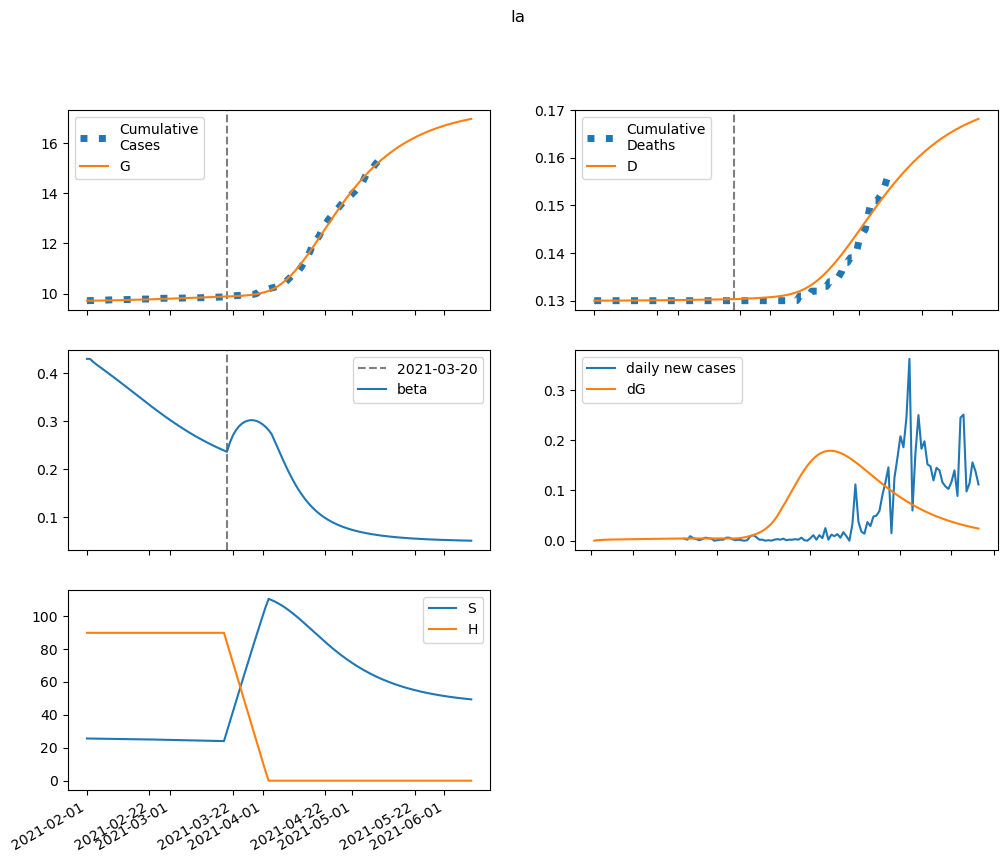 la
16
14
12
10
Cumulative
Cases
G
0.17
0.16
0.15
0.14
0.13
Cumulative
Deaths
D
0.4
0.3
0.2
0.1
2021-03-20
beta
0.3
0.2
0.1
0.0
daily new cases
dG
100
80
60
40
20
0
S
H
2021-02-01
2021-02-22
2021-03-01
2021-03-22
2021-04-01
2021-04-22
2021-05-01
2021-05-22
2021-06-01